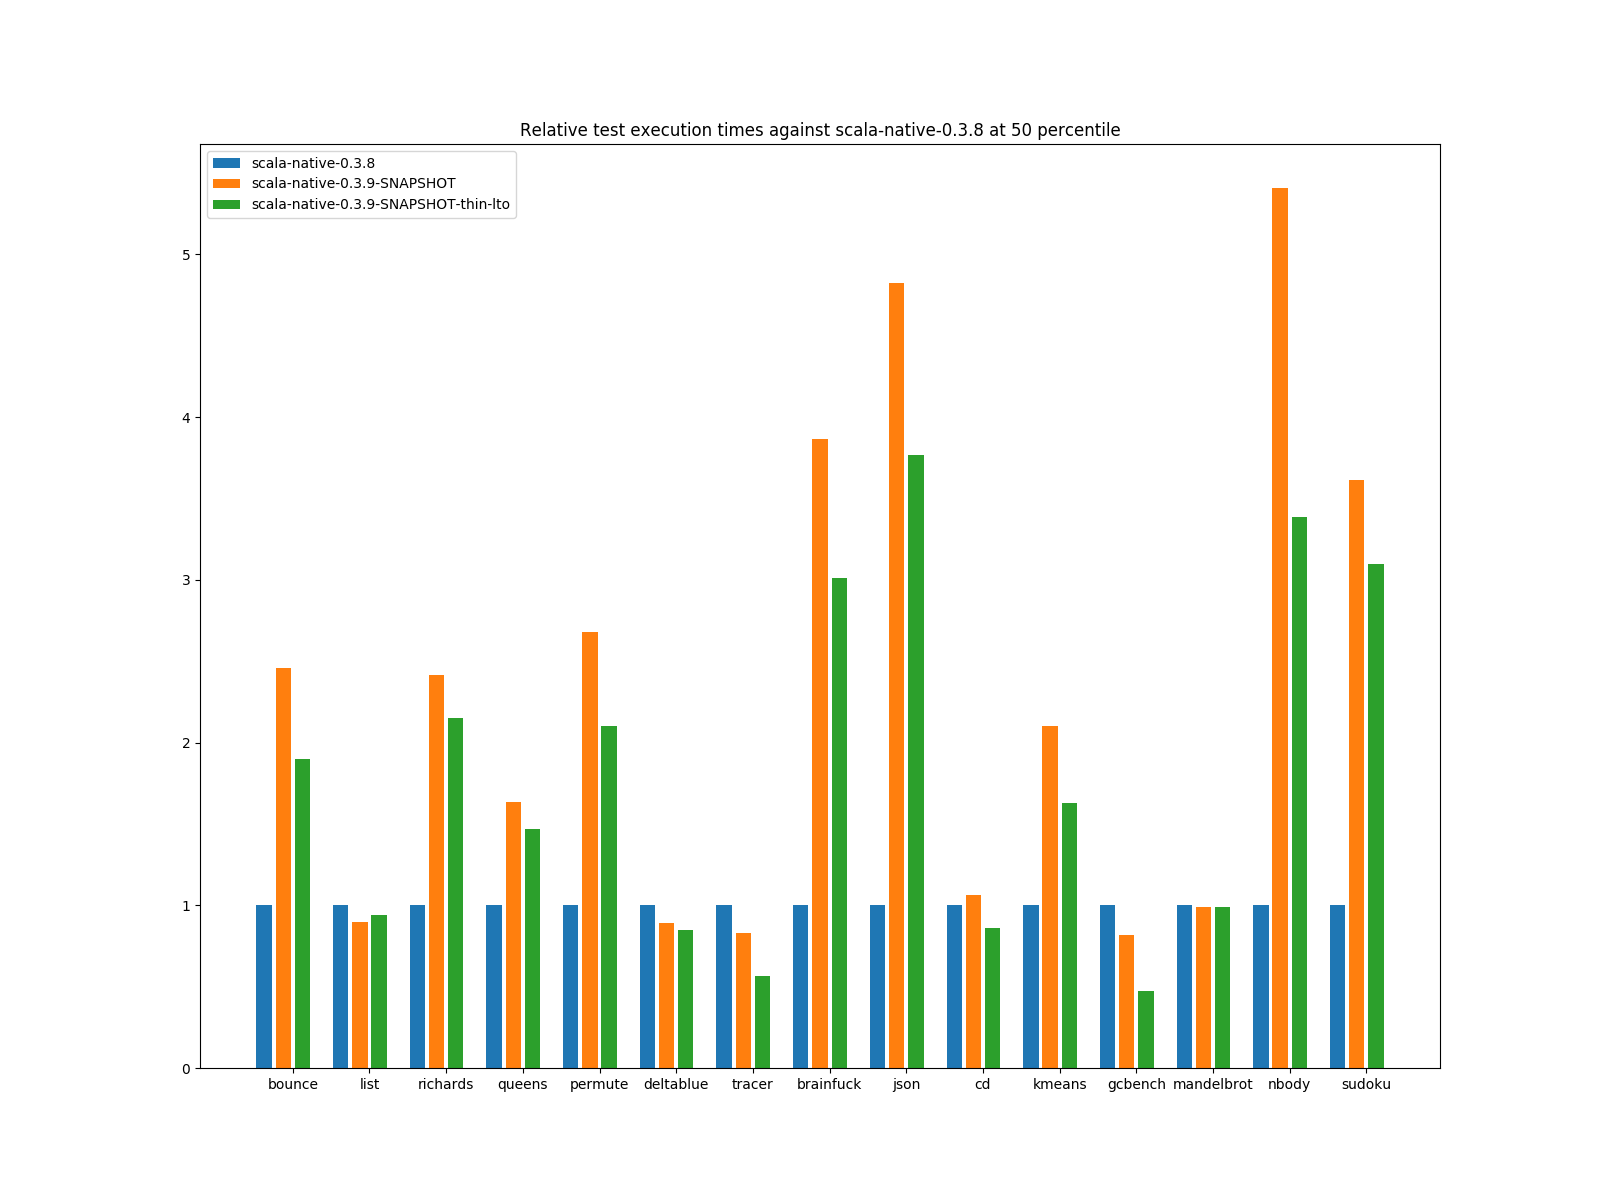 Relative test execution times against scala-native-0.3.8 at 50 percentile
scala-native-0.3.8
scala-native-0.3.9-SNAPSHOT
scala-native-0.3.9-SNAPSHOT-thin-lto
5
4
3
2
1
0
bounce list richards queens permute deltablue tracer brainfuck json cd kmeans gcbench mandelbrot nbody sudoku